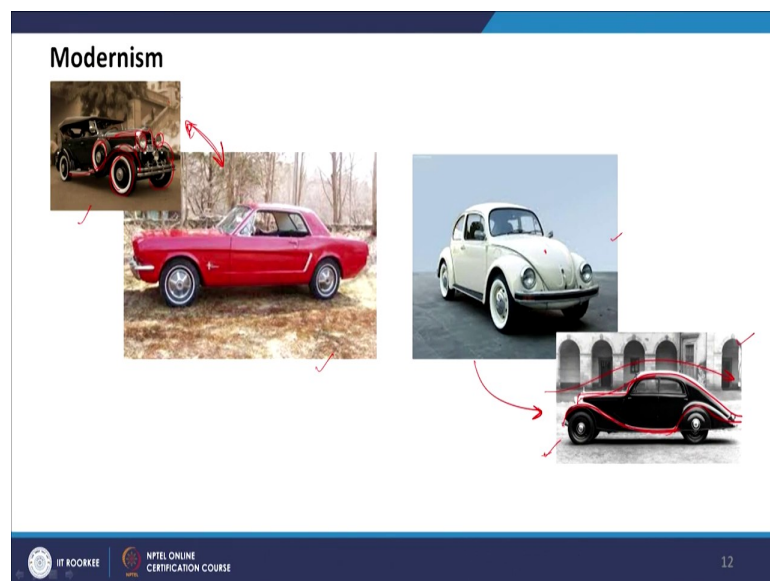 Modernism
IIT ROORKEE
NPTEL ONLINE
CERTIFICATION COURSE
12